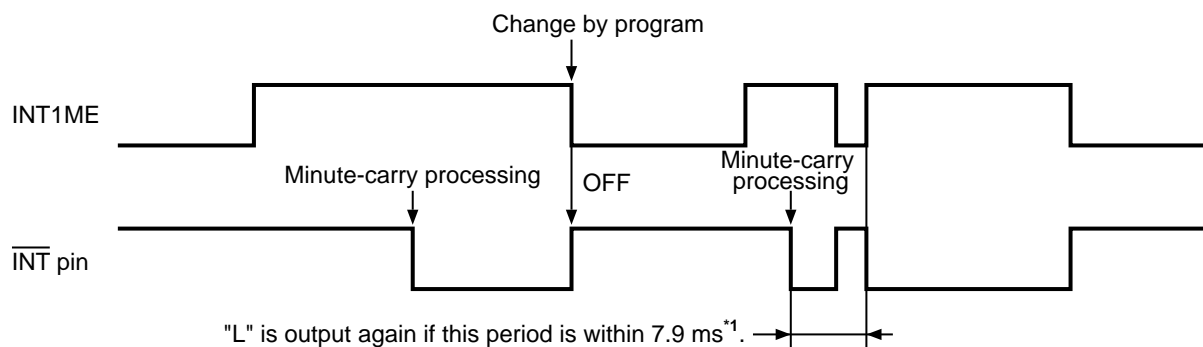 Change by program
INT1ME
Minute-carry processing
OFF
Minute-carry
processing
INT pin
"L" is output again if this period is within 7.9 ms*1.